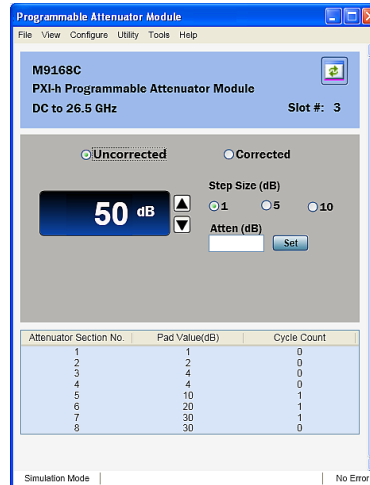 Programmable Attenuator Module
File View Configure Utility Tools Help
M9168C
PXI-h Programmable Attenuator Module
DC to 26.5 GHz Slot #: 3
Uncorrected Corrected
Step Size (dB)
1 5 10
50 dB
Atten (dB)
Set
Attenuator Section No. Pad Value(dB) Cycle Count
1 1 0
2 2 0
3 4 0
4 4 0
5 10 1
6 20 1
7 30 1
8 30 0
Simulation Mode No Error